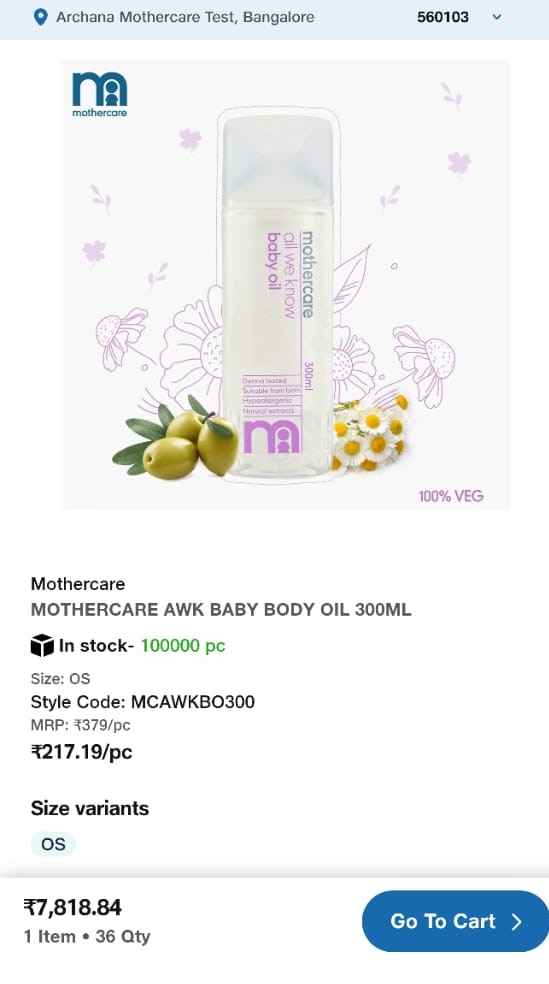 Archana Mothercare Test, Bangalore 560103
mothercare
mothercare
all we know
baby oil
300ml
Derma tested
Suitable from birth
Hypoallergenic
Natural extracts
100% VEG
Mothercare
MOTHERCARE AWK BABY BODY OIL 300ML
In stock- 100000 pc
Size: OS
Style Code: MCAWKBO300
MRP: ₹379/pc
₹217.19/pc
Size variants
OS
₹7,818.84
1 Item • 36 Qty
Go To Cart